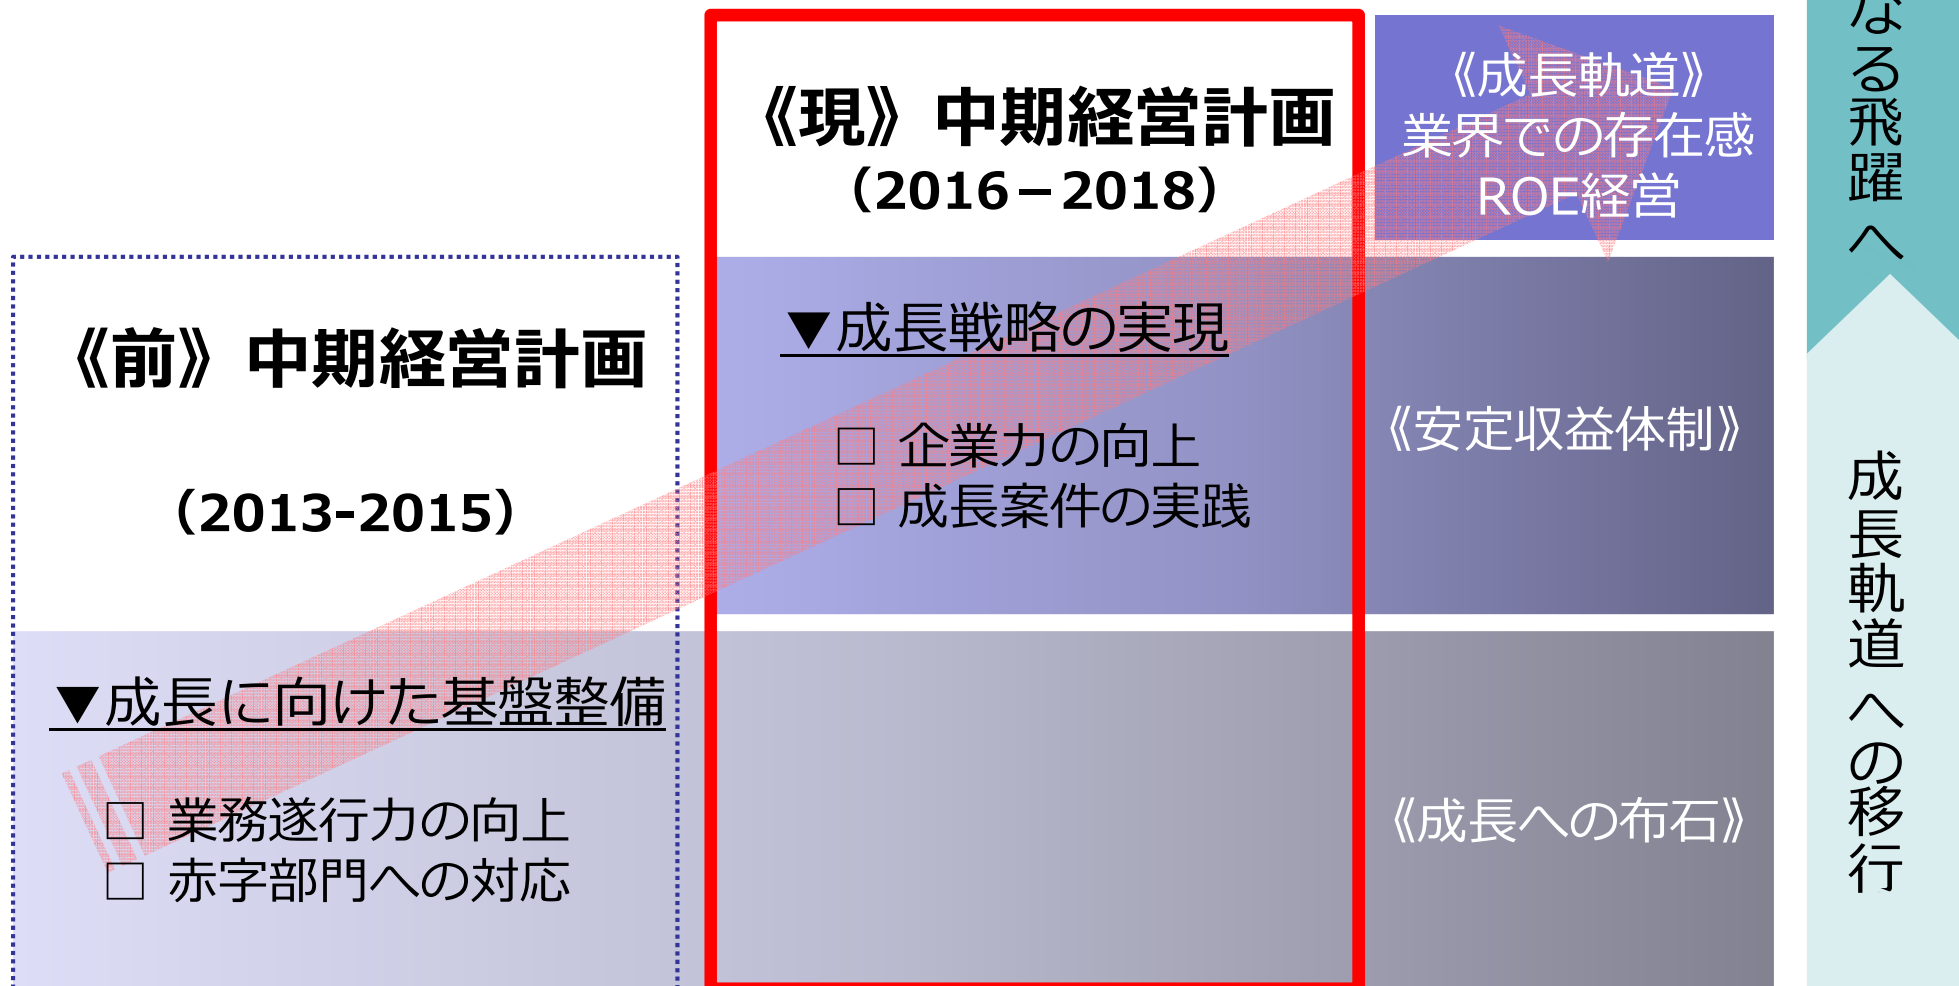 《前》中期経営計画
（2013-2015）
▼成長に向けた基盤整備
□ 業務遂行力の向上
□ 赤字部門への対応
《現》中期経営計画
（2016－2018）
▼成長戦略の実現
□ 企業力の向上
□ 成長案件の実践
《成長軌道》
業界での存在感
ROE経営
《安定収益体制》
《成長への布石》
なる飛躍へ
成長軌道への移行